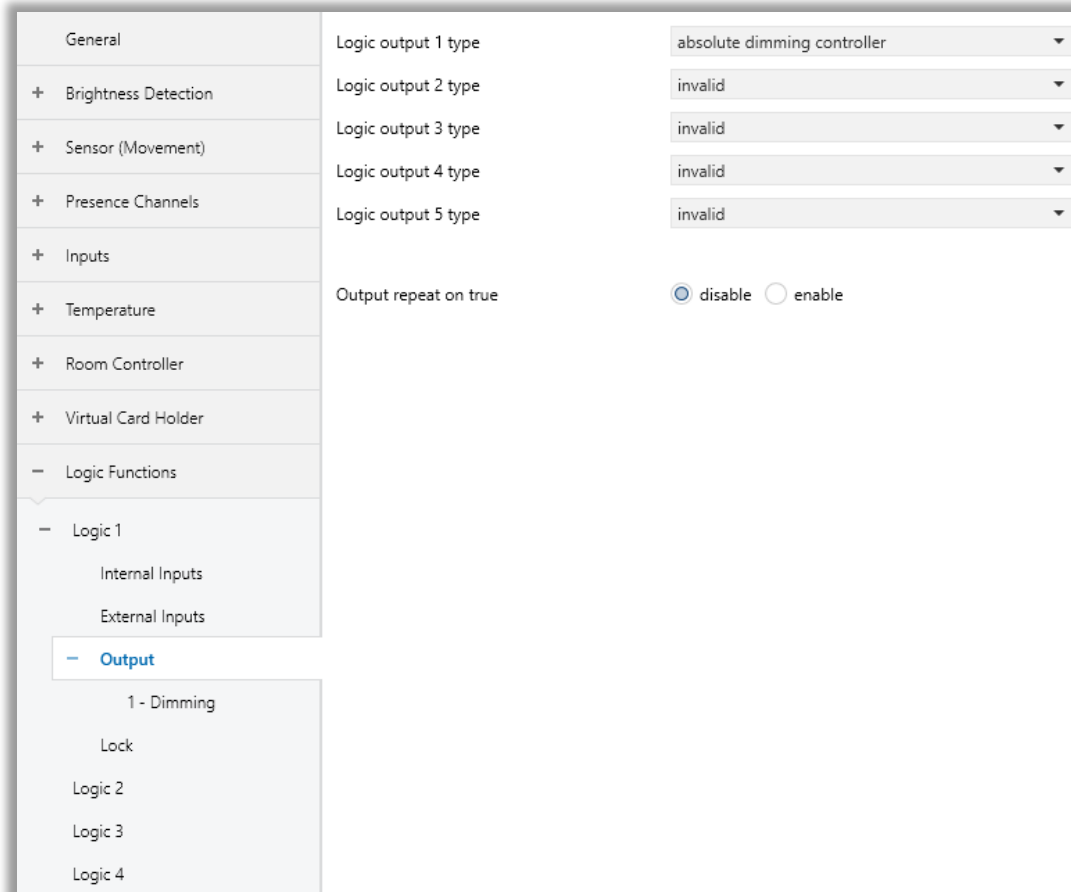 General
+ Brightness Detection
+ Sensor (Movement)
+ Presence Channels
+ Inputs
+ Temperature
+ Room Controller
+ Virtual Card Holder
− Logic Functions
− Logic 1
Internal Inputs
External Inputs
− Output
1 - Dimming
Lock
Logic 2
Logic 3
Logic 4
Logic output 1 type absolute dimming controller
Logic output 2 type invalid
Logic output 3 type invalid
Logic output 4 type invalid
Logic output 5 type invalid
Output repeat on true disable enable